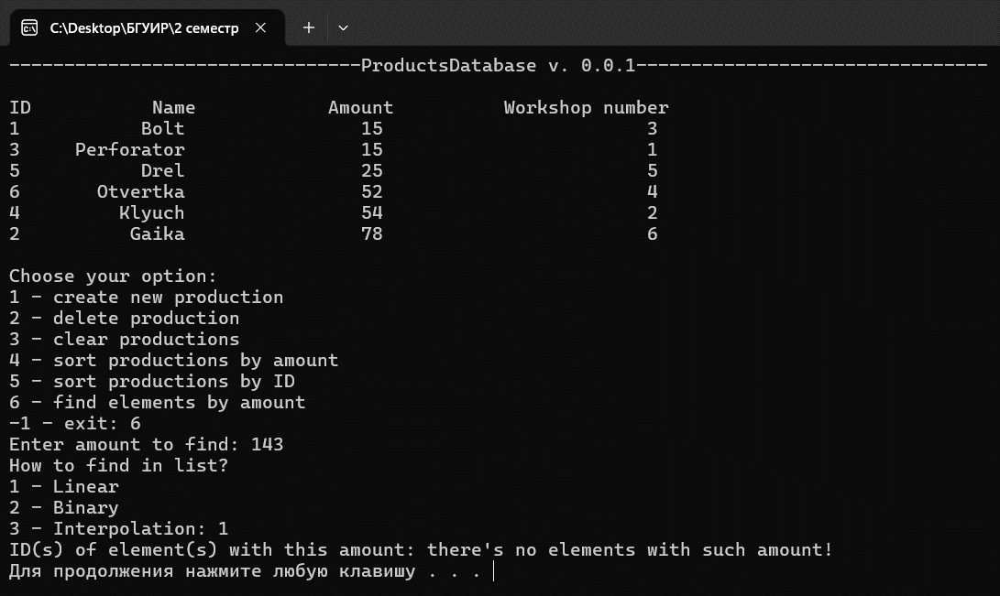 C:\Desktop\БГУИР\2 семестр
--------------------------------ProductsDatabase v. 0.0.1--------------------------------
ID Name Amount Workshop number
1 Bolt 15 3
3 Perforator 15 1
5 Drel 25 5
6 Otvertka 52 4
4 Klyuch 54 2
2 Gaika 78 6
Choose your option:
1 - create new production
2 - delete production
3 - clear productions
4 - sort productions by amount
5 - sort productions by ID
6 - find elements by amount
-1 - exit: 6
Enter amount to find: 143
How to find in list?
1 - Linear
2 - Binary
3 - Interpolation: 1
ID(s) of element(s) with this amount: there's no elements with such amount!
Для продолжения нажмите любую клавишу . . .